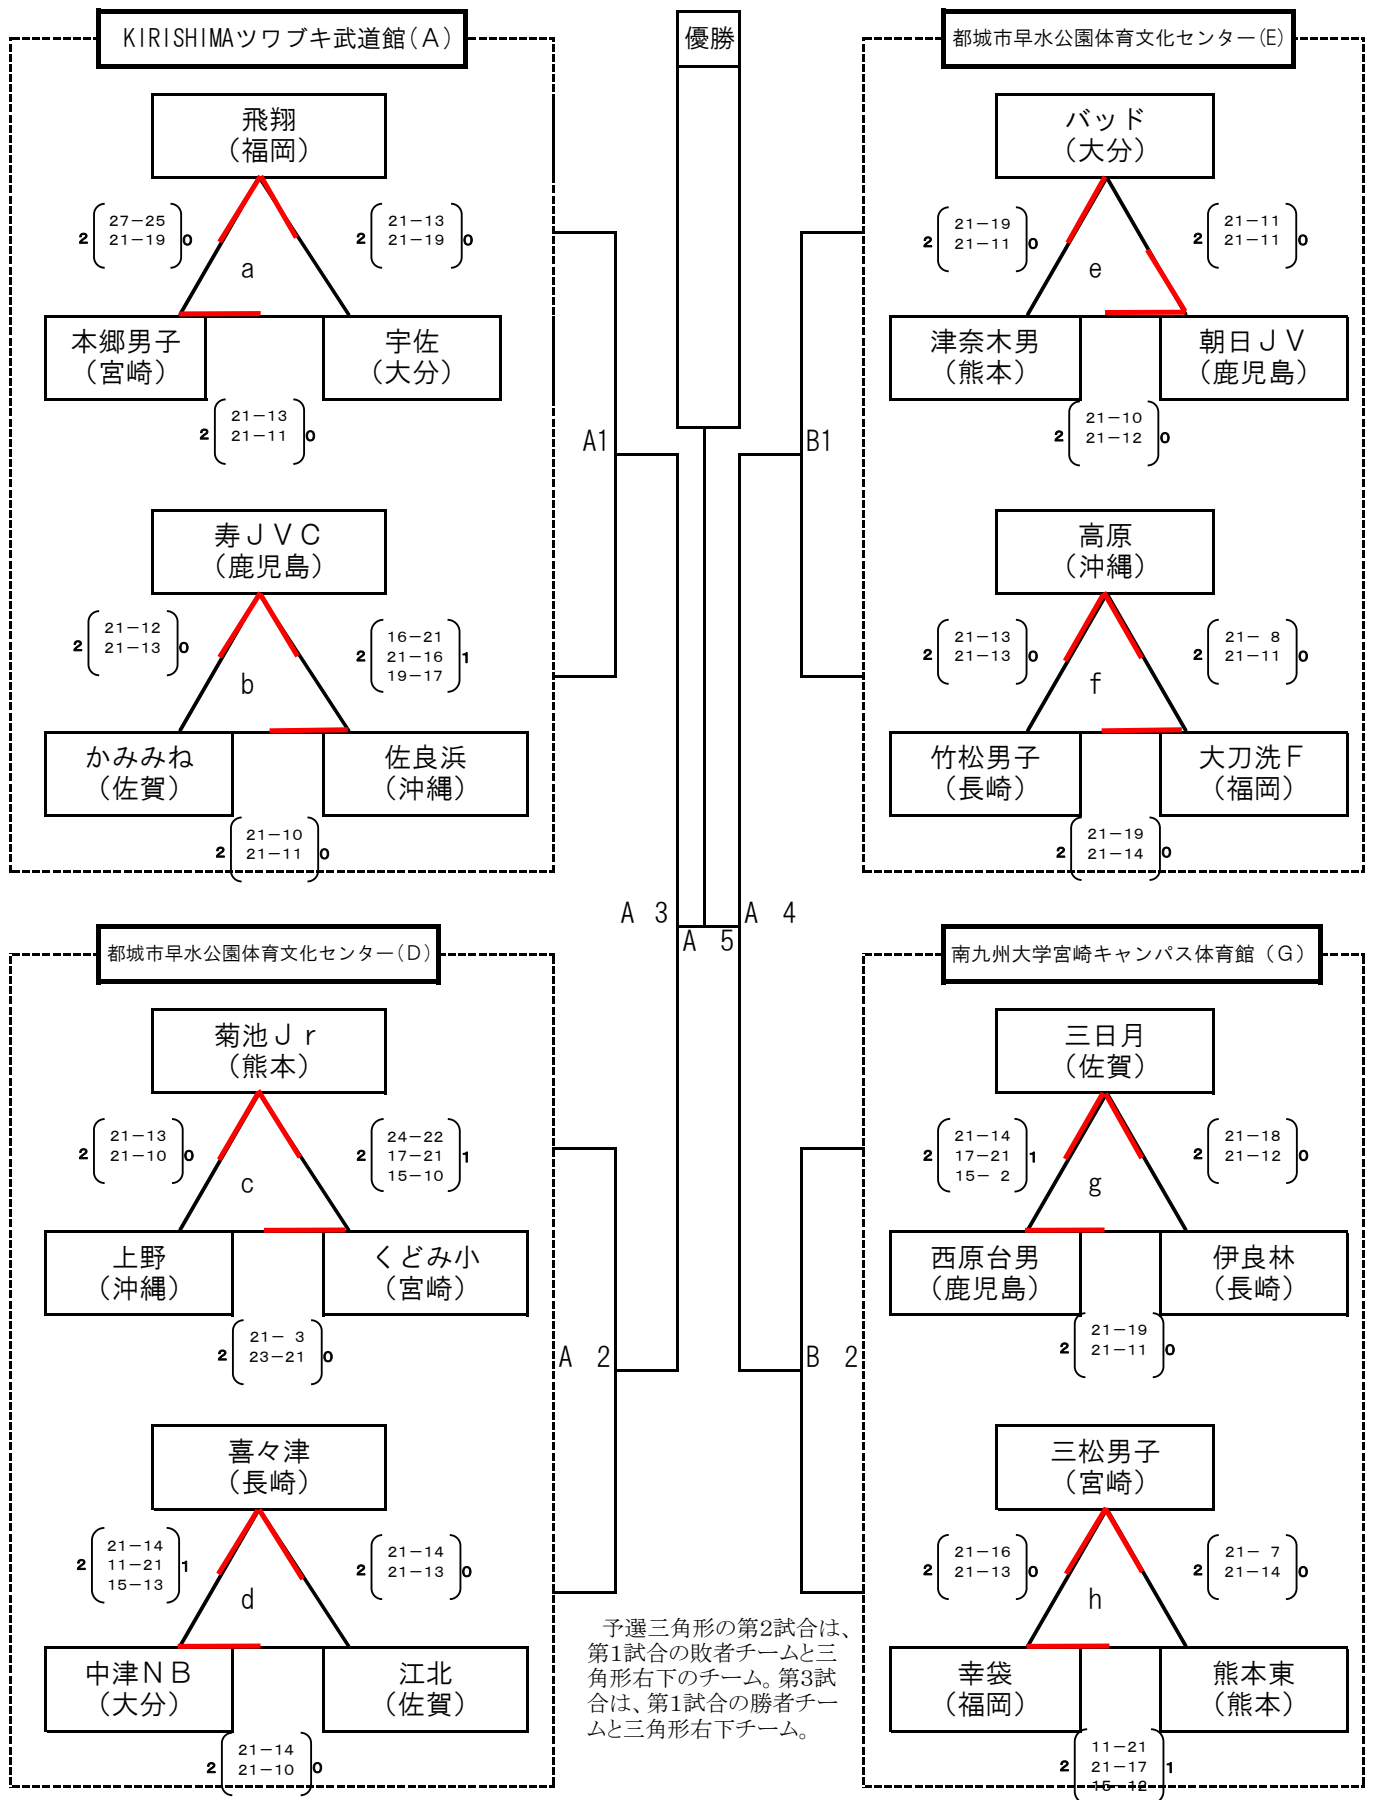 KIRISHIMAツワブキ武道館(A)
飛翔
（福岡）
2 27−25 0
21−19
2 21−13 0
21−19
a
本郷男子
（宮崎）
宇佐
（大分）
2 21−13 0
21−11
寿ＪＶＣ
（鹿児島）
2 21−12 0
21−13
2 16−21 1
21−16
19−17
b
かみみね
（佐賀）
佐良浜
（沖縄）
2 21−10 0
21−11
都城市早水公園体育文化センター(D)
菊池Ｊｒ
（熊本）
2 21−13 0
21−10
2 24−22 1
17−21
15−10
c
上野
（沖縄）
くどみ小
（宮崎）
2 21− 3 0
23−21
喜々津
（長崎）
2 21−14 1
11−21
15−13
2 21−14 0
21−13
d
中津ＮＢ
（大分）
江北
（佐賀）
2 21−14 0
21−10
優勝
A1
B1
A 3
A 4
A 5
A 2
B 2
予選三角形の第2試合は、
第1試合の敗者チームと三
角形右下のチーム。第3試
合は、第1試合の勝者チー
ムと三角形右下チーム。
都城市早水公園体育文化センター(E)
バッド
（大分）
2 21−19 0
21−11
2 21−11 0
21−11
e
津奈木男
（熊本）
朝日ＪＶ
（鹿児島）
2 21−10 0
21−12
高原
（沖縄）
2 21−13 0
21−13
2 21− 8 0
21−11
f
竹松男子
（長崎）
大刀洗Ｆ
（福岡）
2 21−19 0
21−14
南九州大学宮崎キャンパス体育館（G）
三日月
（佐賀）
2 21−14 1
17−21
15− 2
2 21−18 0
21−12
g
西原台男
（鹿児島）
伊良林
（長崎）
2 21−19 0
21−11
三松男子
（宮崎）
2 21−16 0
21−13
2 21− 7 0
21−14
h
幸袋
（福岡）
熊本東
（熊本）
2 11−21 1
21−17
15−12